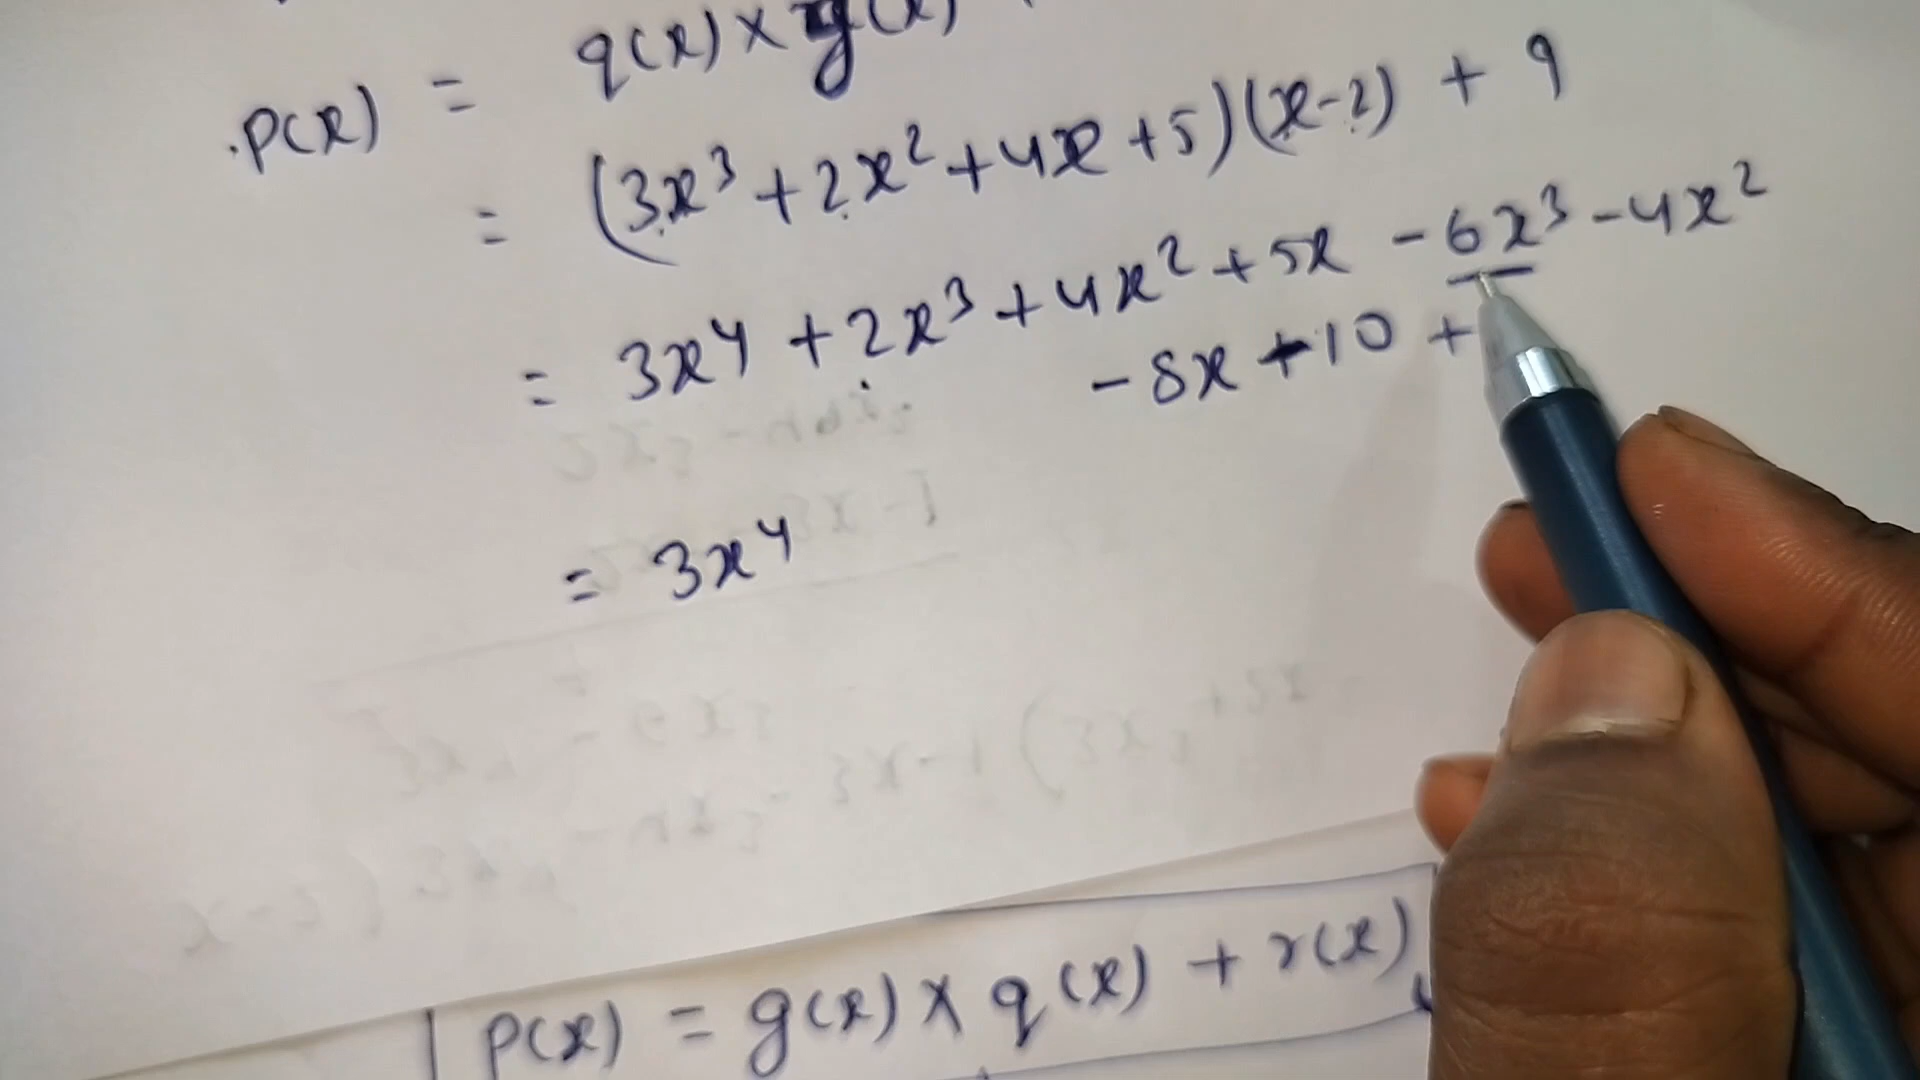 p(x) = q(x) × g(x)
= (3x³ + 2x² + 4x + 5)(x - 2) + 9
= 3x⁴ + 2x³ + 4x² + 5x - 6x³ - 4x²
- 8x - 10 +
= 3x⁴
p(x) = g(x) × q(x) + r(x)